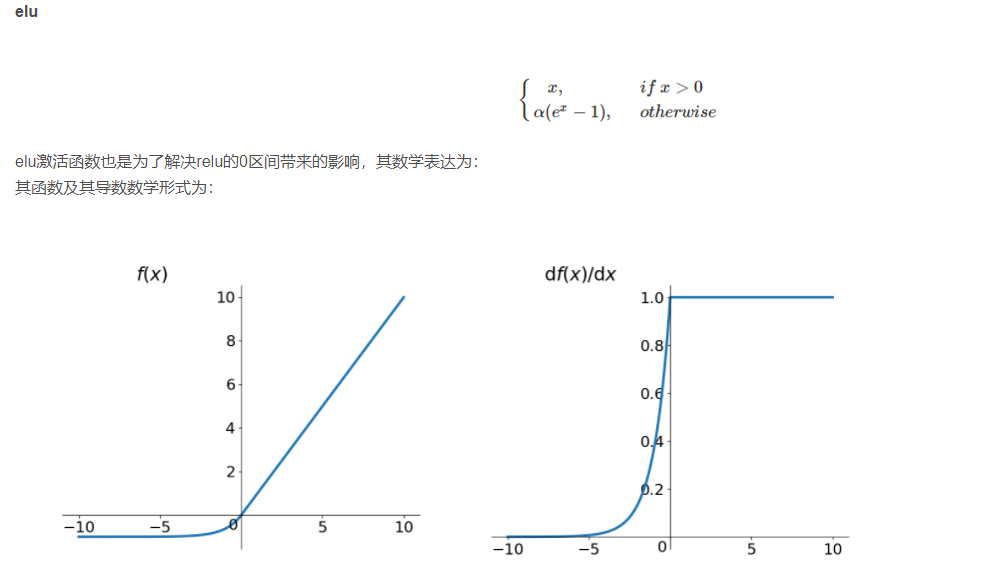 elu
x, if x > 0
α(eˣ − 1), otherwise
elu激活函数也是为了解决relu的0区间带来的影响，其数学表达为：
其函数及其导数数学形式为：
f(x)
10
8
6
4
2
−10 −5 0 5 10
df(x)/dx
1.0
0.8
0.6
0.4
0.2
−10 −5 0 5 10